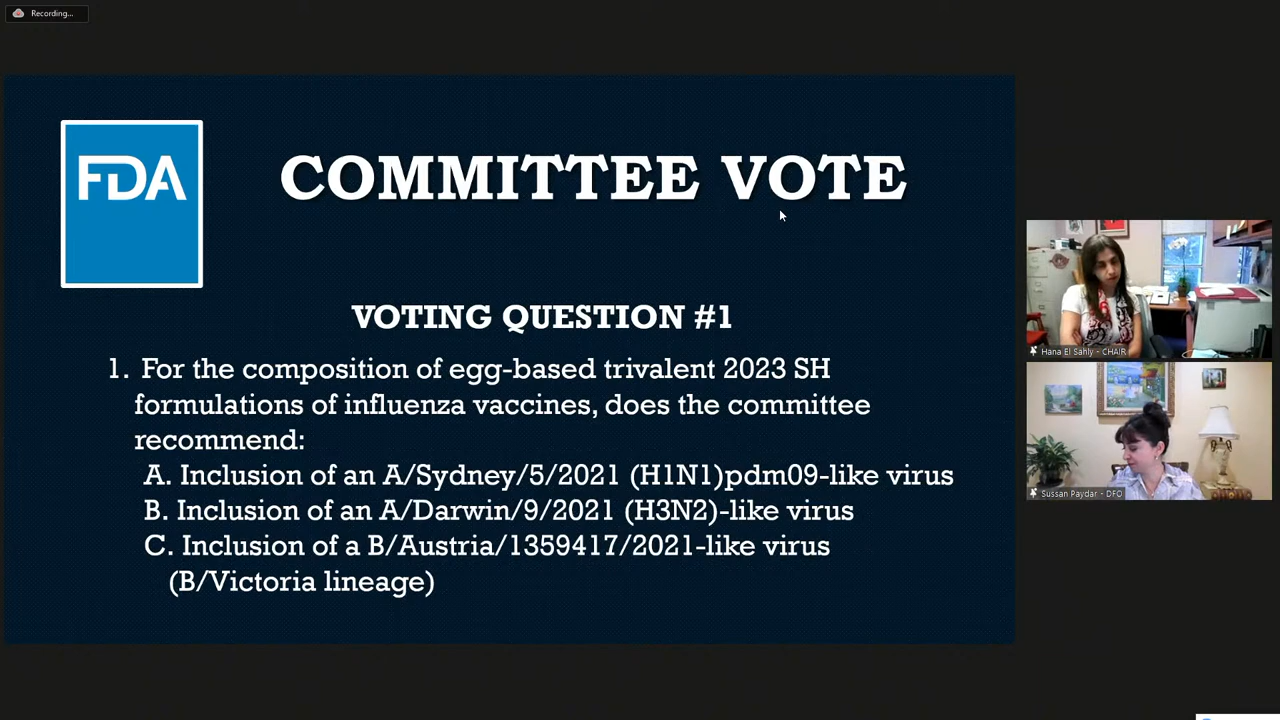 Recording...
FDA
COMMITTEE VOTE
VOTING QUESTION #1
1. For the composition of egg-based trivalent 2023 SH
formulations of influenza vaccines, does the committee
recommend:
A. Inclusion of an A/Sydney/5/2021 (H1N1)pdm09-like virus
B. Inclusion of an A/Darwin/9/2021 (H3N2)-like virus
C. Inclusion of a B/Austria/1359417/2021-like virus
(B/Victoria lineage)
Hana El Sahly - CHAIR
Sussan Paydar - DFO